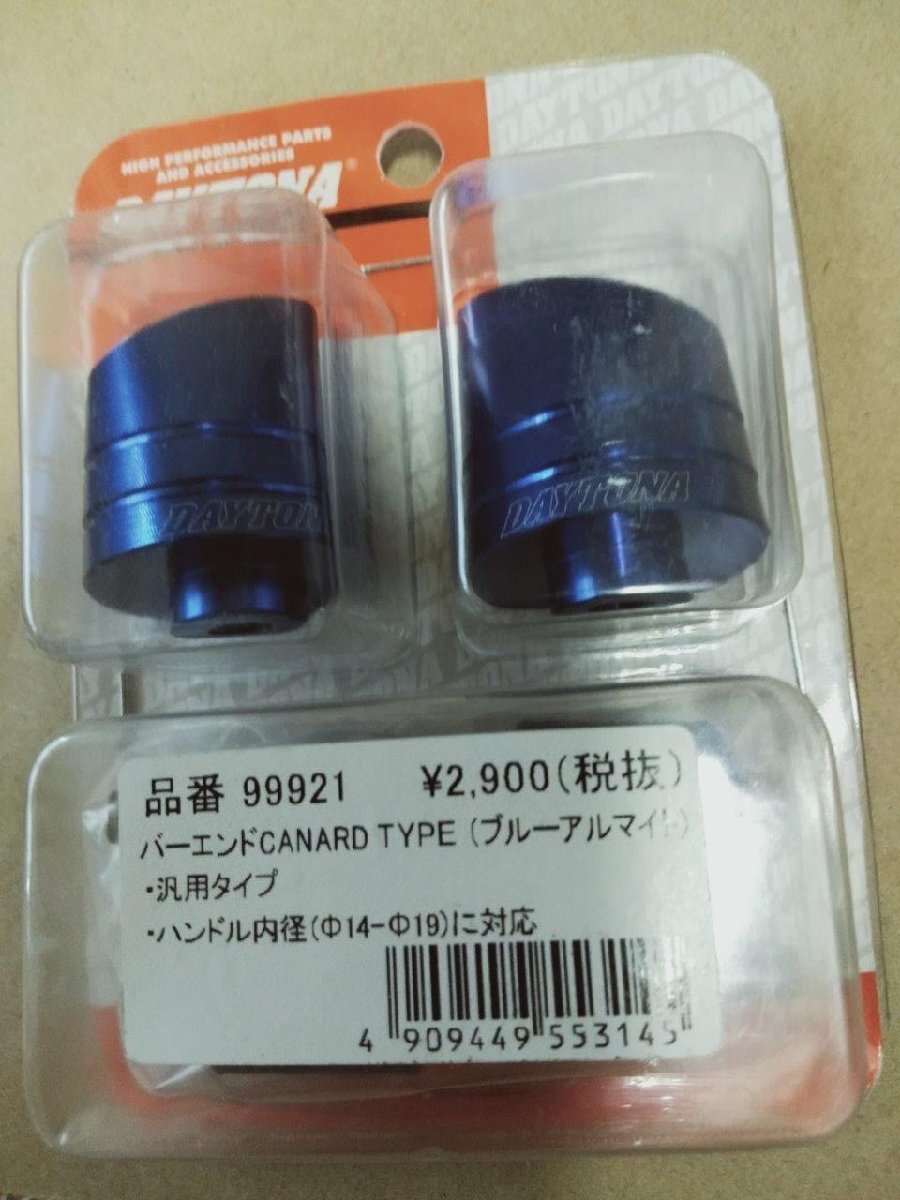 HIGH PERFORMANCE PARTS
AND ACCESSORIES
DAYTONA®
DAYTONA
DAYTONA
品番 99921 ¥2,900(税抜)
バーエンドCANARD TYPE (ブルーアルマイト)
・汎用タイプ
・ハンドル内径(Φ14-Φ19)に対応
4 909449 553145